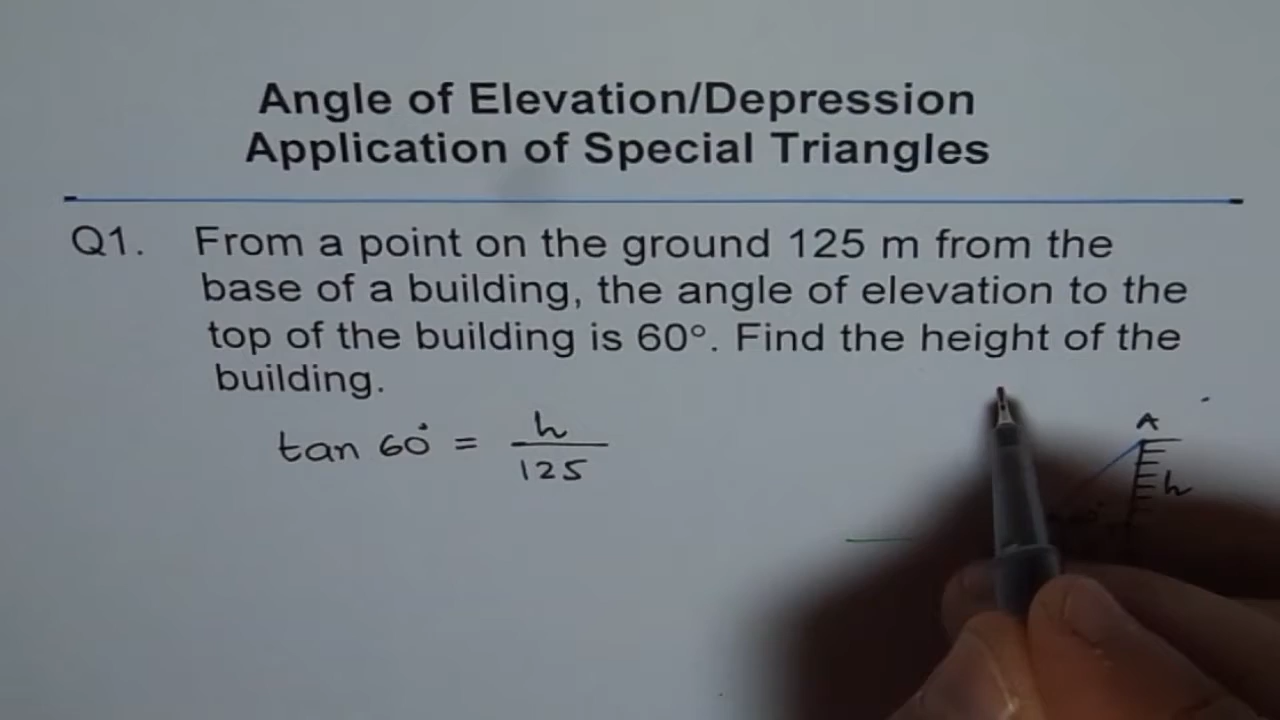 Angle of Elevation/Depression
Application of Special Triangles
Q1. From a point on the ground 125 m from the
base of a building, the angle of elevation to the
top of the building is 60°. Find the height of the
building.
tan 60° = h/125
A
h